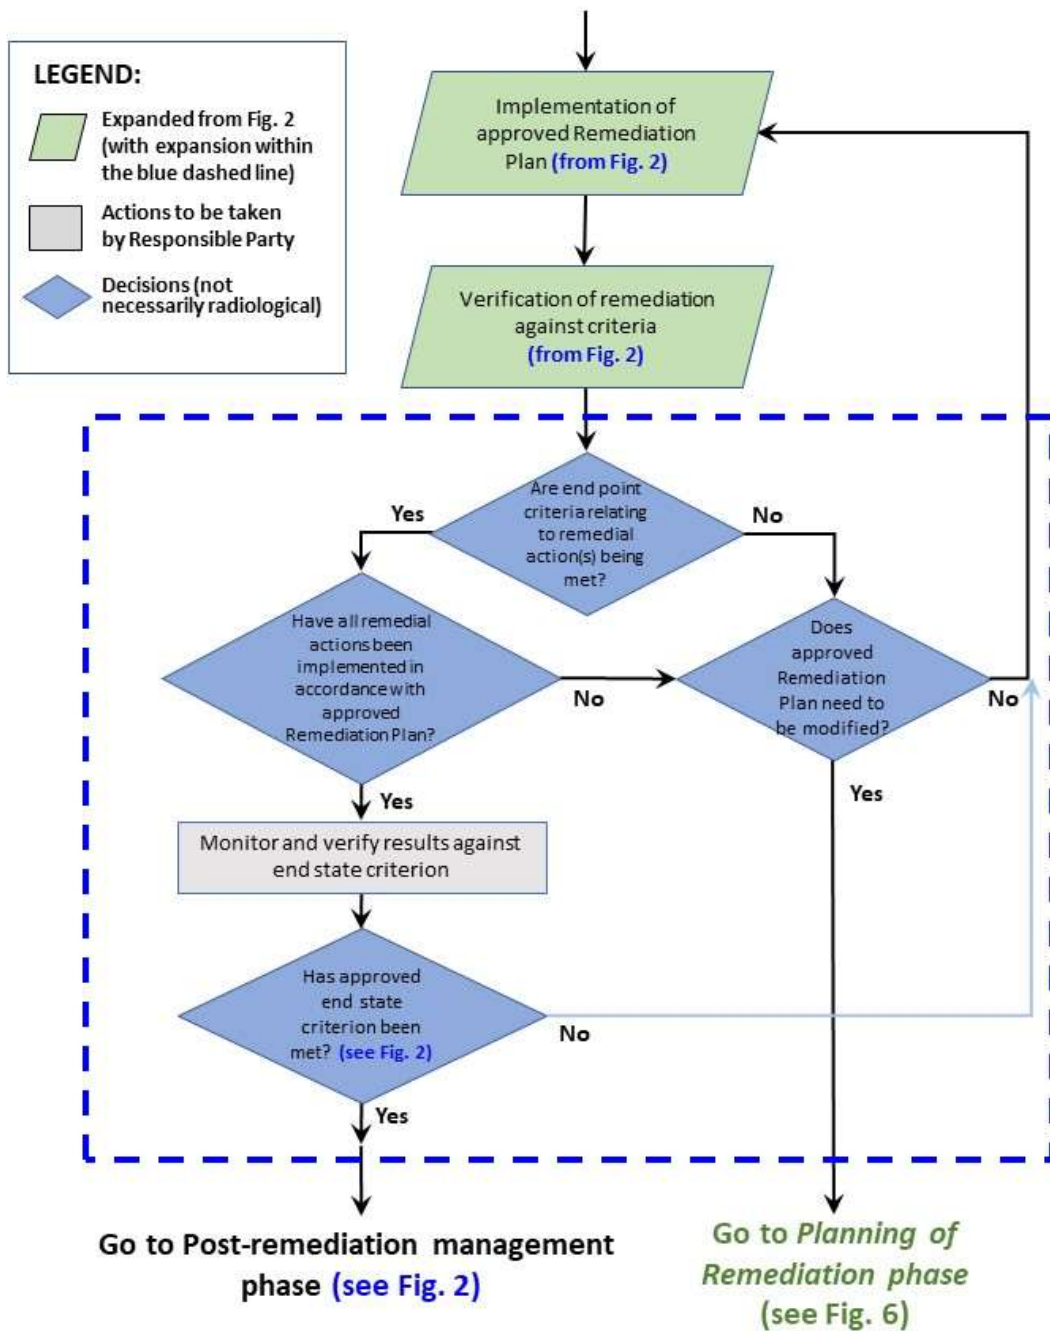 LEGEND:
Expanded from Fig. 2
(with expansion within
the blue dashed line)
Actions to be taken
by Responsible Party
Decisions (not
necessarily radiological)
Implementation of
approved Remediation
Plan (from Fig. 2)
Verification of remediation
against criteria
(from Fig. 2)
Are end point
criteria relating
to remedial
action(s) being
met?
Yes
No
Have all remedial
actions been
implemented in
accordance with
approved
Remediation Plan?
No
Does
approved
Remediation
Plan need to
be modified?
No
Yes
Yes
Monitor and verify results against
end state criterion
Has approved
end state
criterion been
met? (see Fig. 2)
No
Yes
Go to Post-remediation management
phase (see Fig. 2)
Go to Planning of
Remediation phase
(see Fig. 6)